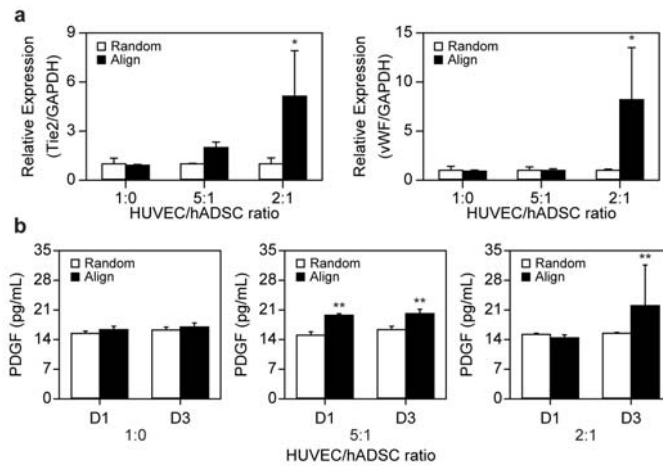 a
Relative Expression
(Tie2/GAPDH)
9
6
3
0
Random
Align
*
1:0
5:1
2:1
HUVEC/hADSC ratio
Relative Expression
(vWF/GAPDH)
15
10
5
0
Random
Align
*
1:0
5:1
2:1
HUVEC/hADSC ratio
b
PDGF (pg/mL)
35
28
21
14
7
0
Random
Align
D1
D3
1:0
PDGF (pg/mL)
35
28
21
14
7
0
Random
Align
**
**
D1
D3
5:1
PDGF (pg/mL)
35
28
21
14
7
0
Random
Align
**
D1
D3
2:1
HUVEC/hADSC ratio